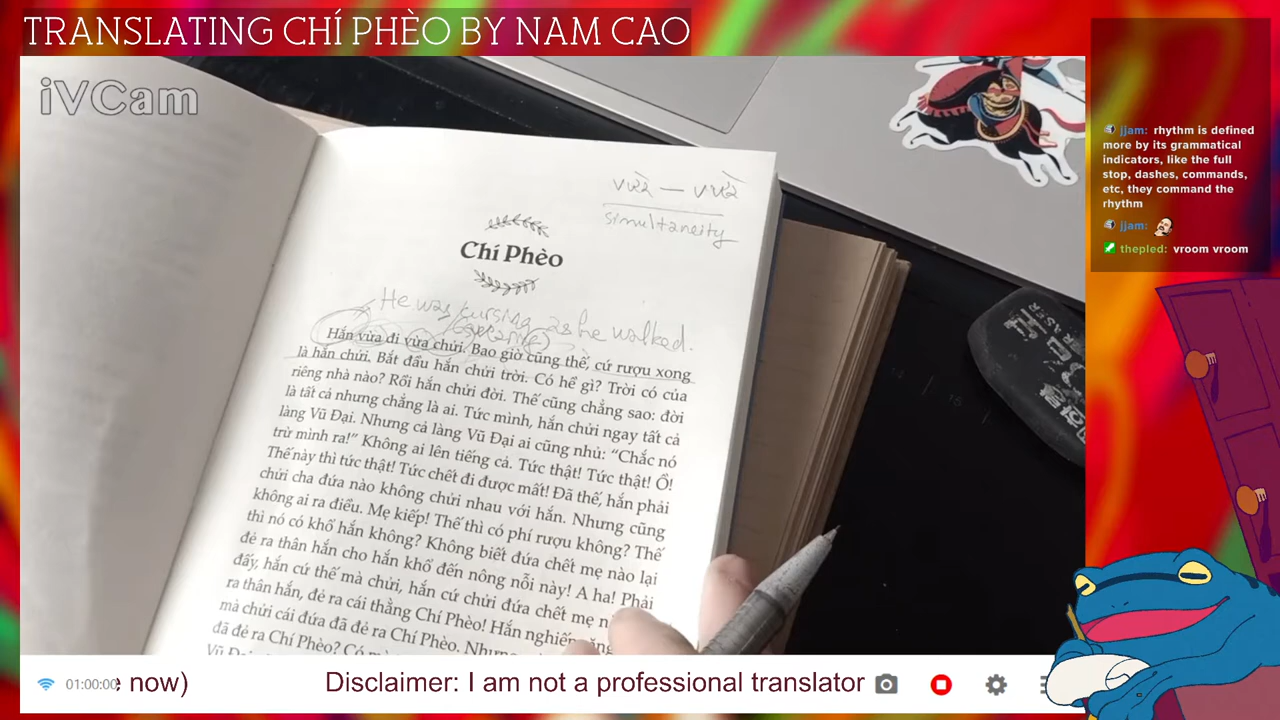 TRANSLATING CHÍ PHÈO BY NAM CAO
iVCam
vừa — vừa
simultaneity
Chí Phèo
He was cursing as he walked.
Hắn vừa đi vừa chửi. Bao giờ cũng thế, cứ rượu xong
là hắn chửi. Bắt đầu hắn chửi trời. Có hề gì? Trời có của
riêng nhà nào? Rồi hắn chửi đời. Thế cũng chẳng sao: đời
là tất cả nhưng chẳng là ai. Tức mình, hắn chửi ngay tất cả
làng Vũ Đại. Nhưng cả làng Vũ Đại ai cũng nhủ: “Chắc nó
trừ mình ra!” Không ai lên tiếng cả. Tức thật! Tức thật! Ồ!
Thế này thì tức thật! Tức chết đi được mất! Đã thế, hắn phải
chửi cha đứa nào không chửi nhau với hắn. Nhưng cũng
không ai ra điều. Mẹ kiếp! Thế thì có phí rượu không? Thế
thì nó có khổ hắn không? Không biết đứa chết mẹ nào lại
đẻ ra thân hắn cho hắn khổ đến nông nỗi này! A ha! Phải
đấy, hắn cứ thế mà chửi, hắn cứ chửi đứa chết mẹ n
ra thân hắn, đẻ ra cái thằng Chí Phèo! Hắn nghiến răng
mà chửi cái đứa đã đẻ ra Chí Phèo. Nhưng
đã đẻ ra Chí Phèo? Có
Vũ Đại
jjam: rhythm is defined
more by its grammatical
indicators, like the full
stop, dashes, commands,
etc, they command the
rhythm
jjam:
thepled: vroom vroom
ERASER
01:00:00
e now)
Disclaimer: I am not a professional translator